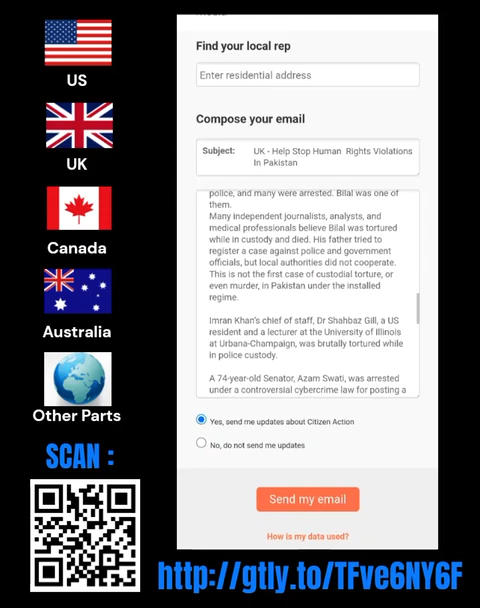 US
UK
Canada
Australia
Other Parts
SCAN :
Find your local rep
Enter residential address
Compose your email
Subject: UK - Help Stop Human Rights Violations
In Pakistan
police, and many were arrested. Bilal was one of
them.
Many independent journalists, analysts, and
medical professionals believe Bilal was tortured
while in custody and died. His father tried to
register a case against police and government
officials, but local authorities did not cooperate.
This is not the first case of custodial torture, or
even murder, in Pakistan under the installed
regime.
Imran Khan's chief of staff, Dr Shahbaz Gill, a US
resident and a lecturer at the University of Illinois
at Urbana-Champaign, was brutally tortured while
in police custody.
A 74-year-old Senator, Azam Swati, was arrested
under a controversial cybercrime law for posting a
Yes, send me updates about Citizen Action
No, do not send me updates
Send my email
How is my data used?
http://gtly.to/TFve6NY6F